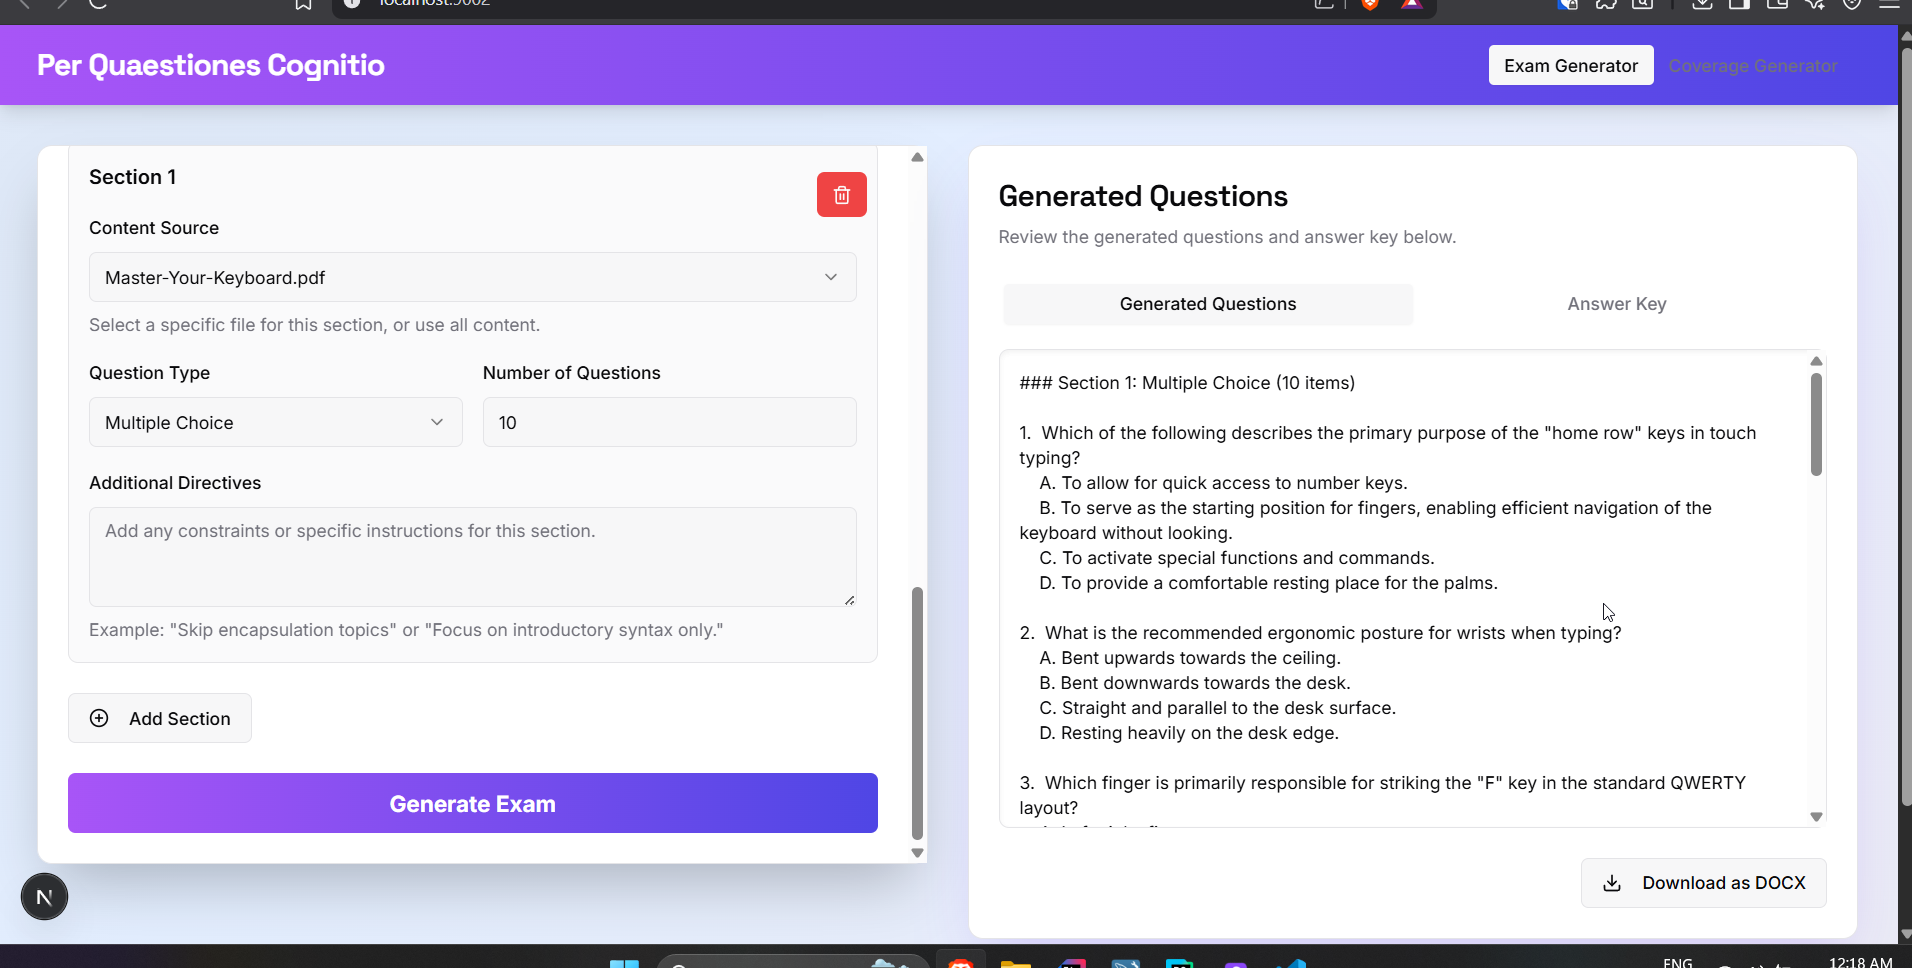 localhost:9002
Per Quaestiones Cognitio
Exam Generator
Coverage Generator
Section 1
Content Source
Master-Your-Keyboard.pdf
Select a specific file for this section, or use all content.
Question Type
Number of Questions
Multiple Choice
10
Additional Directives
Add any constraints or specific instructions for this section.
Example: "Skip encapsulation topics" or "Focus on introductory syntax only."
Add Section
Generate Exam
N
Generated Questions
Review the generated questions and answer key below.
Generated Questions
Answer Key
### Section 1: Multiple Choice (10 items)
1. Which of the following describes the primary purpose of the "home row" keys in touch
typing?
A. To allow for quick access to number keys.
B. To serve as the starting position for fingers, enabling efficient navigation of the
keyboard without looking.
C. To activate special functions and commands.
D. To provide a comfortable resting place for the palms.
2. What is the recommended ergonomic posture for wrists when typing?
A. Bent upwards towards the ceiling.
B. Bent downwards towards the desk.
C. Straight and parallel to the desk surface.
D. Resting heavily on the desk edge.
3. Which finger is primarily responsible for striking the "F" key in the standard QWERTY
layout?
Download as DOCX
ENG
12:18 AM